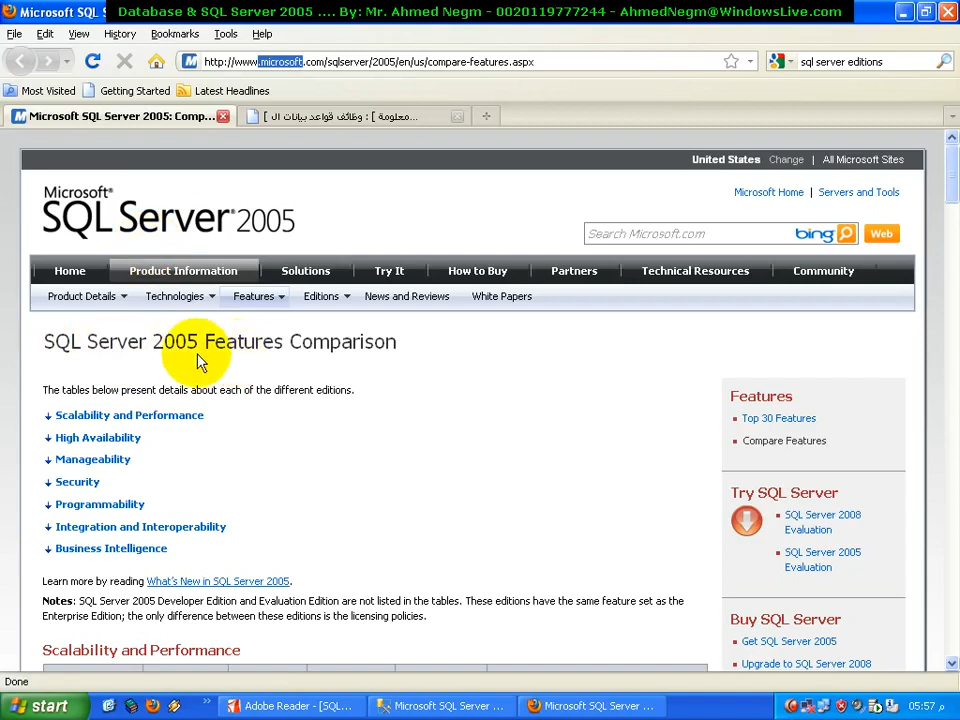 Microsoft SQL Server 2005
Database & SQL Server 2005 .... By: Mr. Ahmed Negm - 0020119777244 - AhmedNegm@WindowsLive.com
File Edit View History Bookmarks Tools Help
http://www.microsoft.com/sqlserver/2005/en/us/compare-features.aspx
sql server editions
Most Visited Getting Started Latest Headlines
Microsoft SQL Server 2005: Comp...
[ معلومة ] : وظائف قواعد بيانات ال...
United States Change | All Microsoft Sites
Microsoft®
SQL Server® 2005
Microsoft Home | Servers and Tools
Search Microsoft.com bing Web
Home Product Information Solutions Try It How to Buy Partners Technical Resources Community
Product Details Technologies Features Editions News and Reviews White Papers
SQL Server 2005 Features Comparison
The tables below present details about each of the different editions.
Scalability and Performance
High Availability
Manageability
Security
Programmability
Integration and Interoperability
Business Intelligence
Learn more by reading What's New in SQL Server 2005.
Notes: SQL Server 2005 Developer Edition and Evaluation Edition are not listed in the tables. These editions have the same feature set as the
Enterprise Edition; the only difference between these editions is the licensing policies.
Scalability and Performance
Features
Top 30 Features
Compare Features
Try SQL Server
SQL Server 2008
Evaluation
SQL Server 2005
Evaluation
Buy SQL Server
Get SQL Server 2005
Upgrade to SQL Server 2008
Done
start
Adobe Reader - [SQL...
Microsoft SQL Server ...
Microsoft SQL Server ...
05:57 م